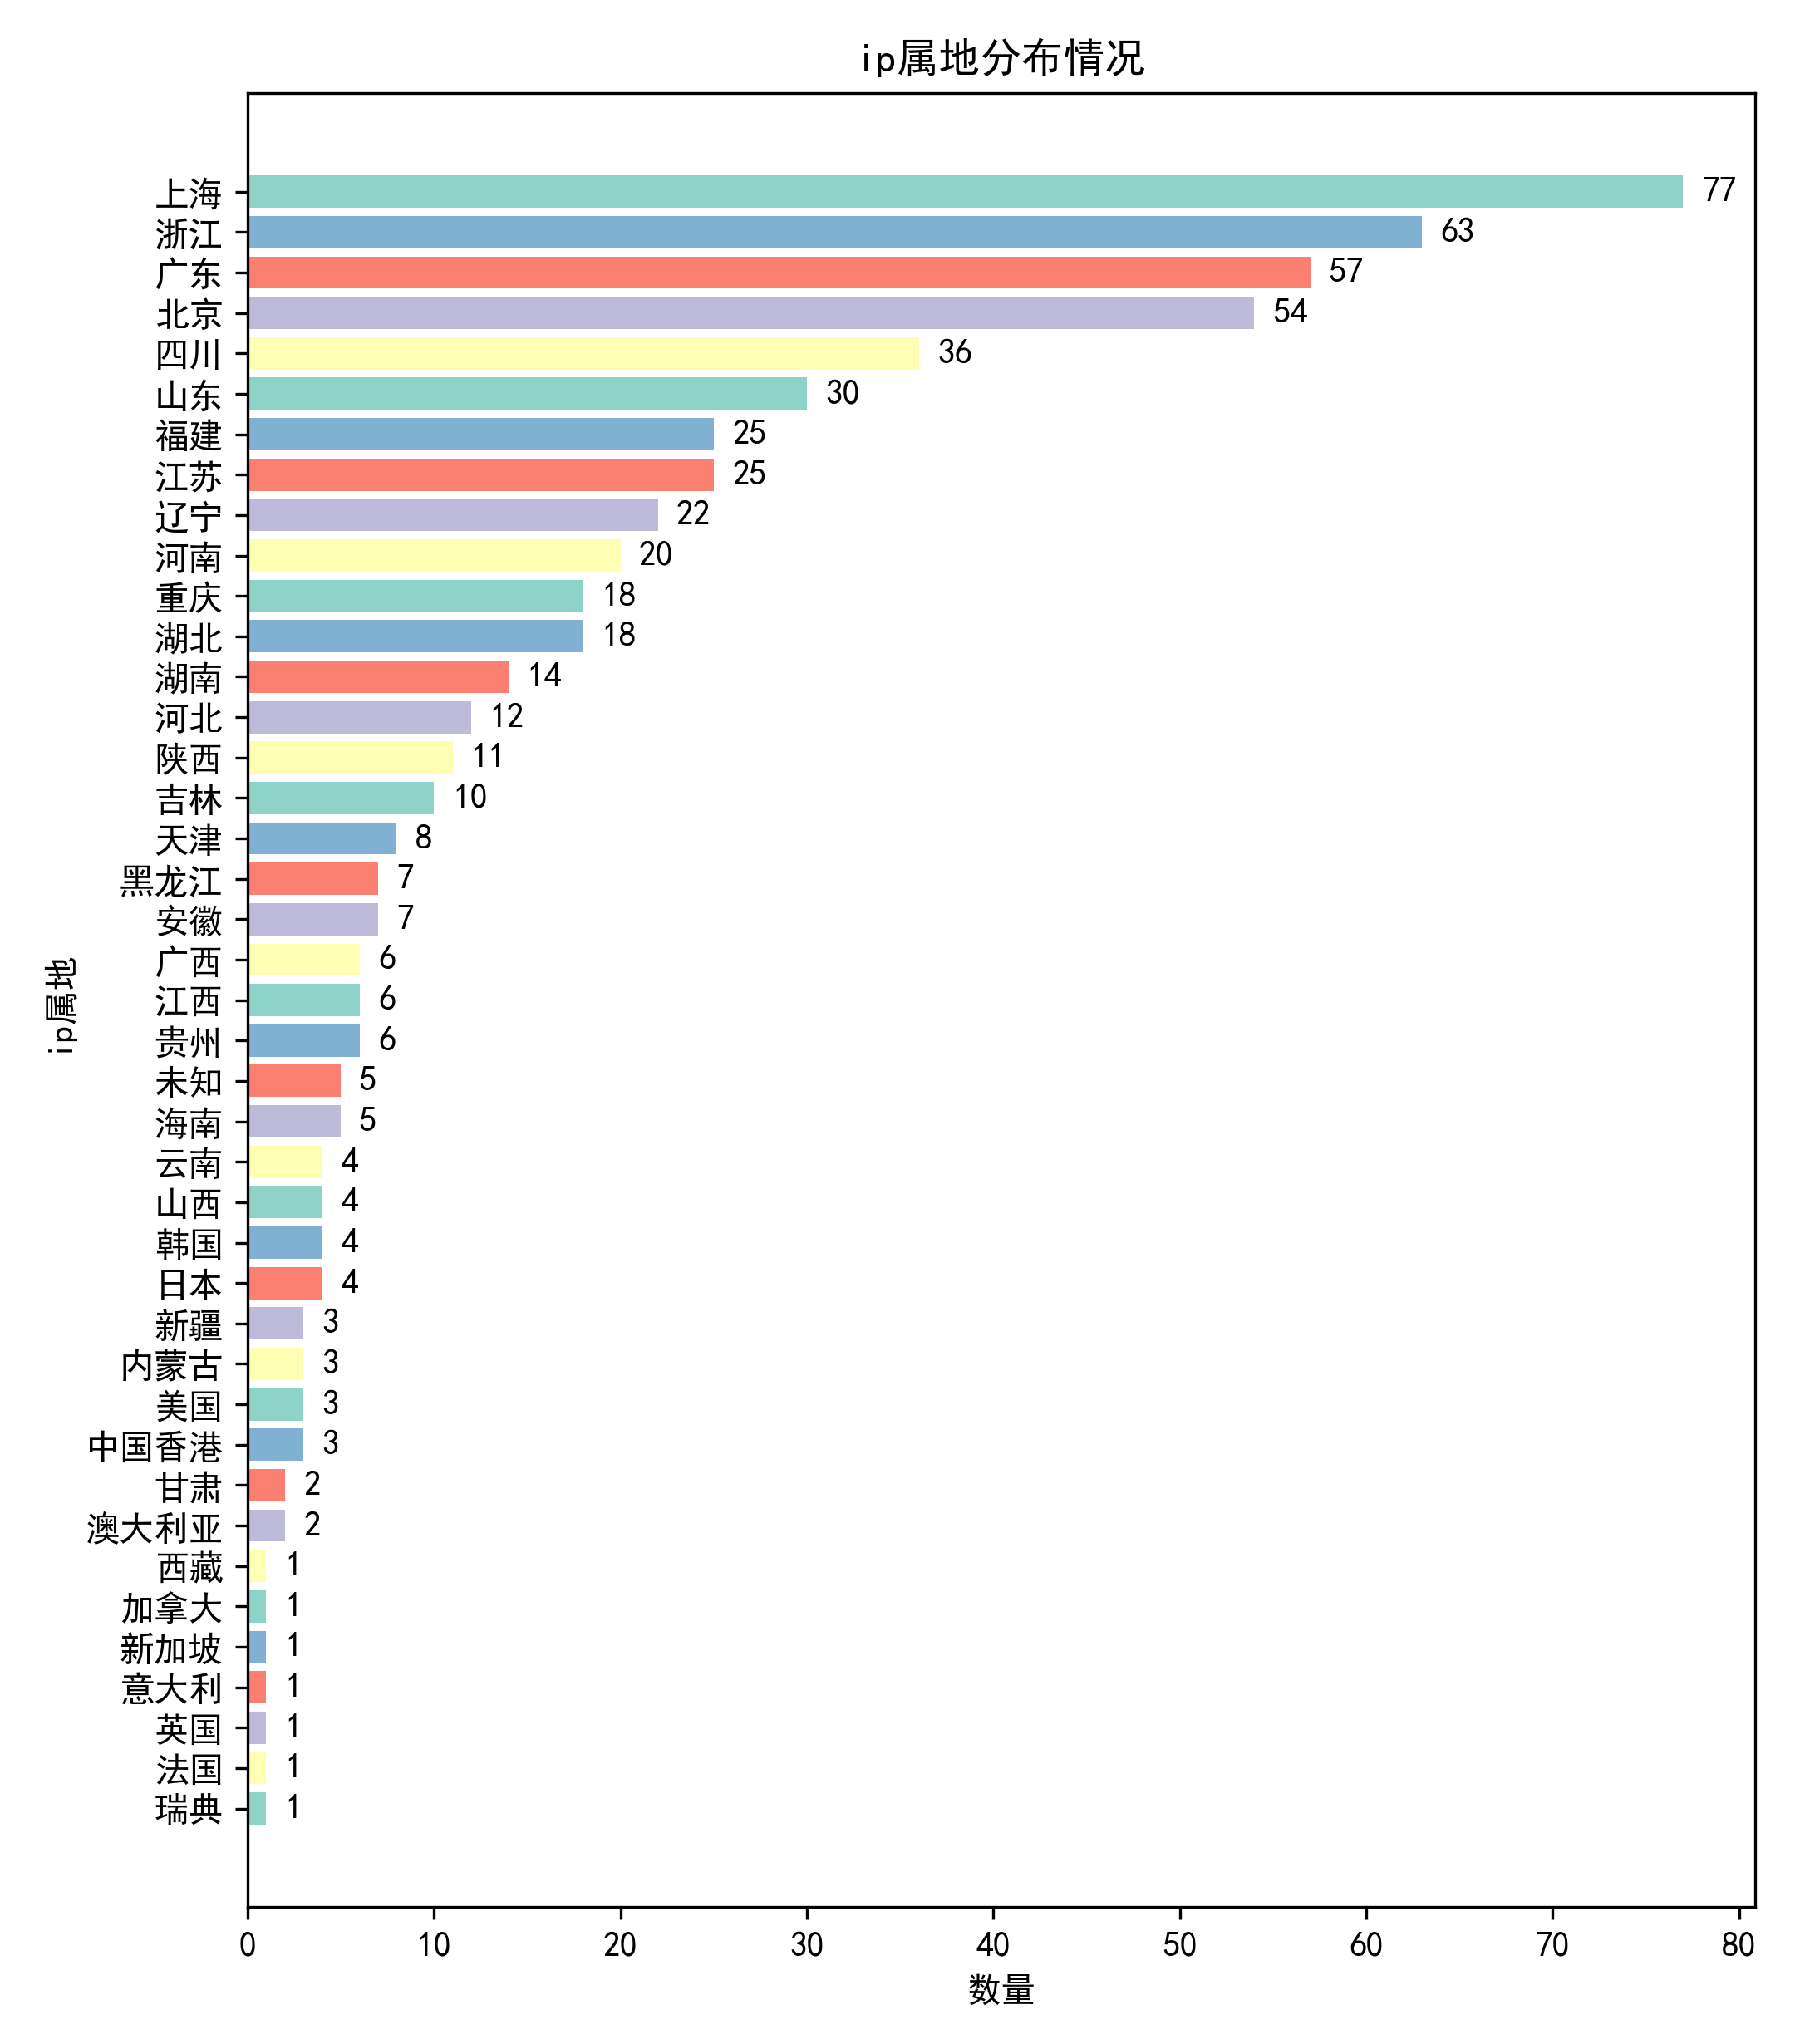 ip属地分布情况
上海 77
浙江 63
广东 57
北京 54
四川 36
山东 30
福建 25
江苏 25
辽宁 22
河南 20
重庆 18
湖北 18
湖南 14
河北 12
陕西 11
吉林 10
天津 8
黑龙江 7
安徽 7
广西 6
江西 6
贵州 6
未知 5
海南 5
云南 4
山西 4
韩国 4
日本 4
新疆 3
内蒙古 3
美国 3
中国香港 3
甘肃 2
澳大利亚 2
西藏 1
加拿大 1
新加坡 1
意大利 1
英国 1
法国 1
瑞典 1
ip属地
0 10 20 30 40 50 60 70 80
数量